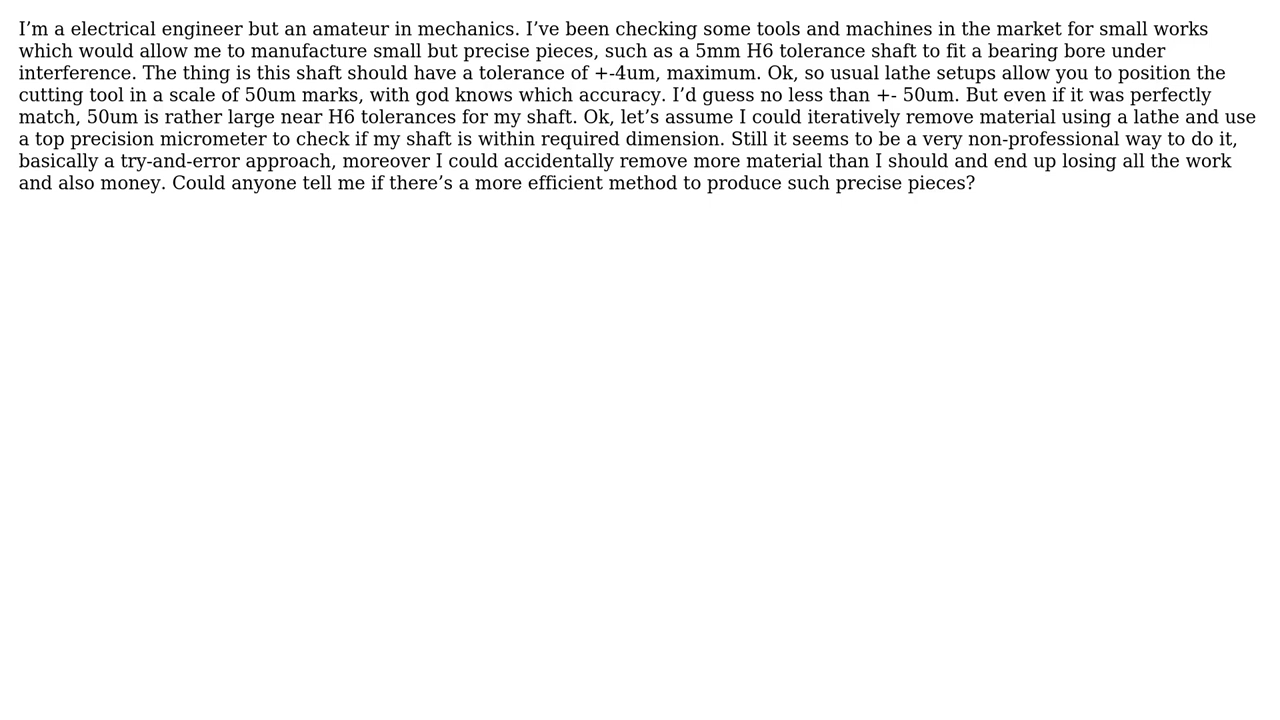 I’m a electrical engineer but an amateur in mechanics. I’ve been checking some tools and machines in the market for small works
which would allow me to manufacture small but precise pieces, such as a 5mm H6 tolerance shaft to fit a bearing bore under
interference. The thing is this shaft should have a tolerance of +-4um, maximum. Ok, so usual lathe setups allow you to position the
cutting tool in a scale of 50um marks, with god knows which accuracy. I’d guess no less than +- 50um. But even if it was perfectly
match, 50um is rather large near H6 tolerances for my shaft. Ok, let’s assume I could iteratively remove material using a lathe and use
a top precision micrometer to check if my shaft is within required dimension. Still it seems to be a very non-professional way to do it,
basically a try-and-error approach, moreover I could accidentally remove more material than I should and end up losing all the work
and also money. Could anyone tell me if there’s a more efficient method to produce such precise pieces?